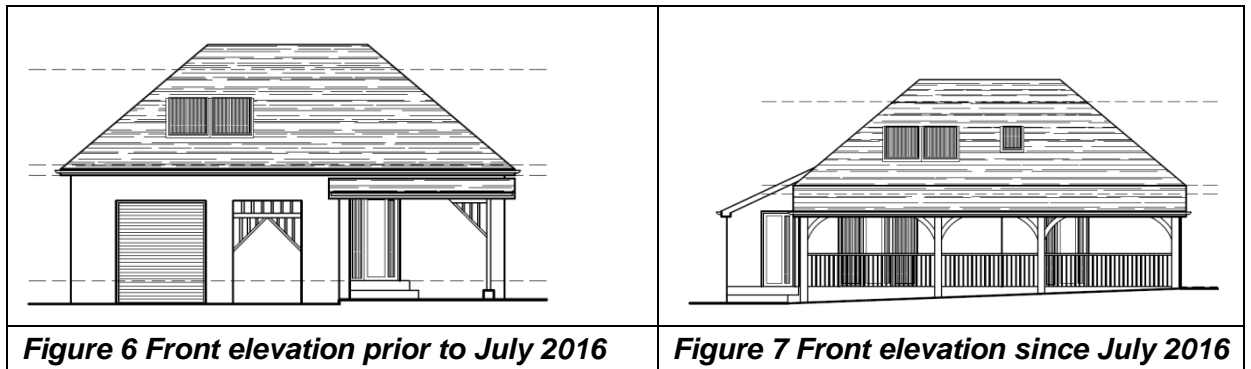 Figure 6 Front elevation prior to July 2016
Figure 7 Front elevation since July 2016